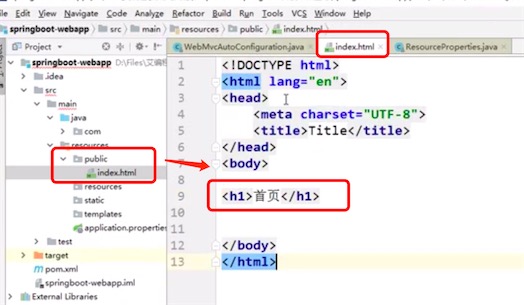 springboot-webapp
File Edit View Navigate Code Analyze Refactor Build Run Tools VCS Window Help
springboot-webapp src main resources public index.html
Project
WebMvcAutoConfiguration.java index.html ResourceProperties.java
springboot-webapp D:\Files\艾编程
.idea
src
main
java
com
resources
public
index.html
resources
static
templates
application.properties
test
target
pom.xml
springboot-webapp.iml
External Libraries
1 <!DOCTYPE html>
2 <html lang="en">
3 <head>
4 <meta charset="UTF-8">
5 <title>Title</title>
6 </head>
7 <body>
8
9 <h1>首页</h1>
10
11
12 </body>
13 </html>